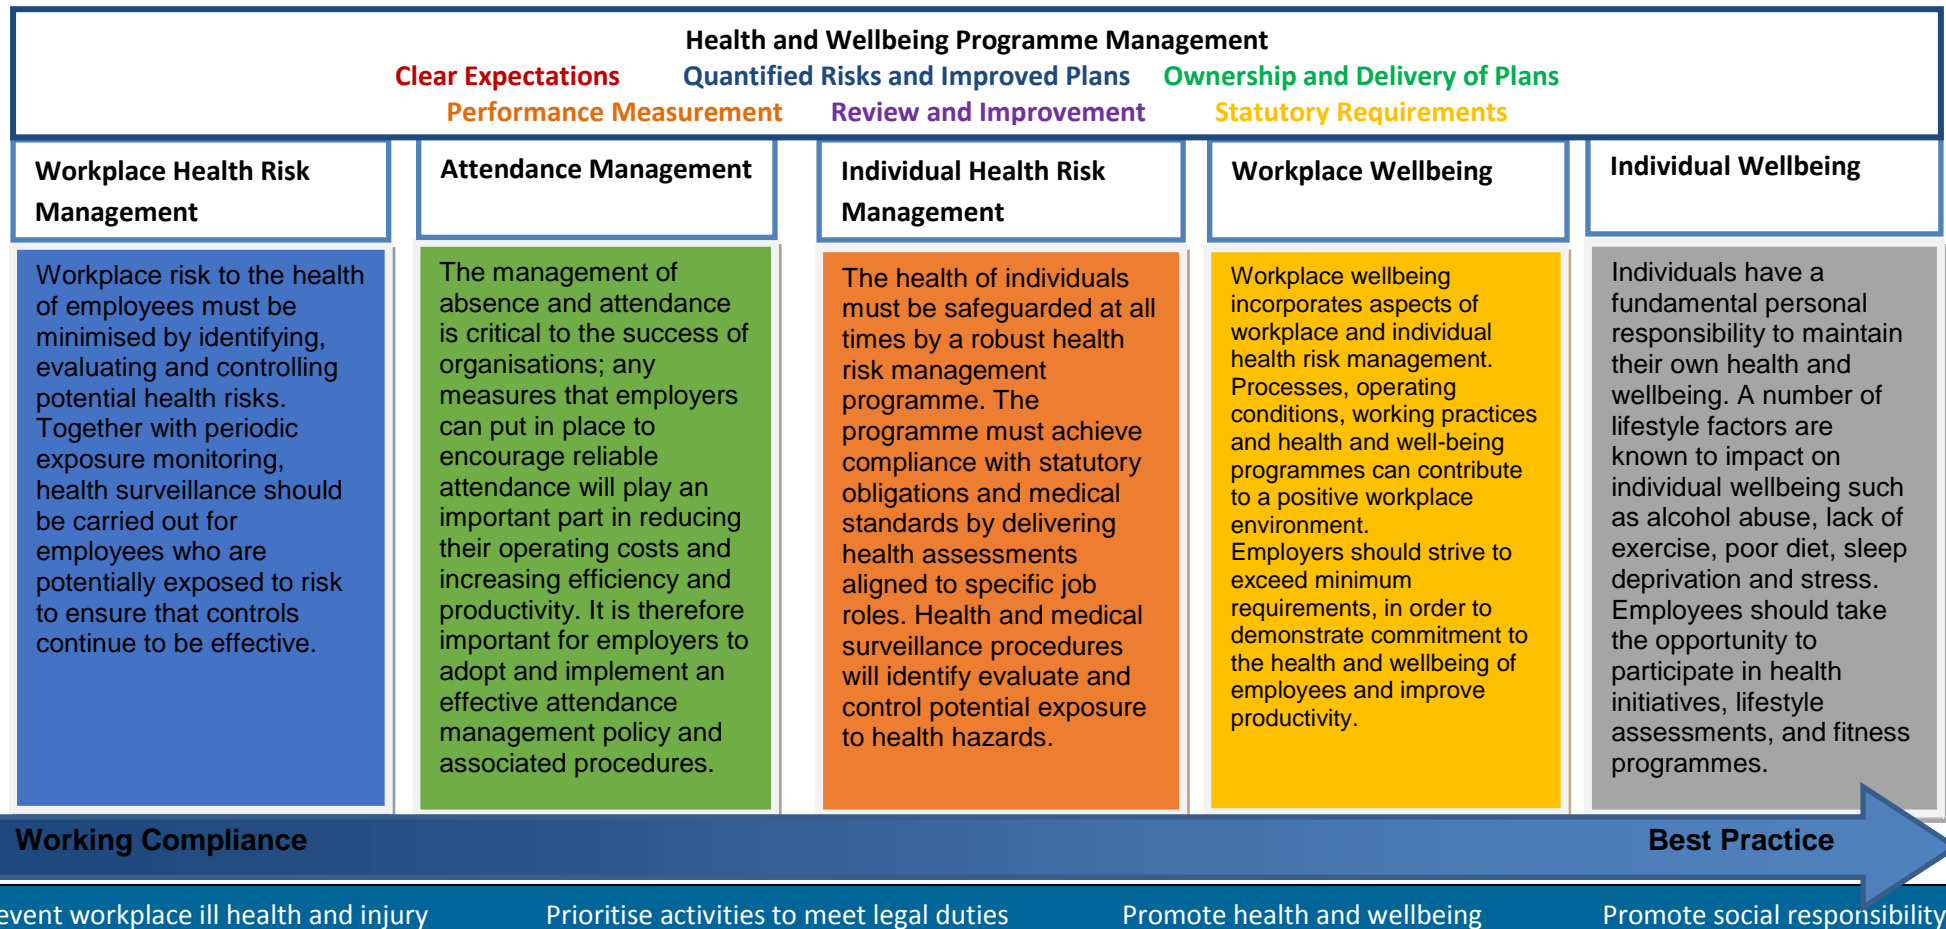 Health and Wellbeing Programme Management
Clear Expectations Quantified Risks and Improved Plans Ownership and Delivery of Plans
Performance Measurement Review and Improvement Statutory Requirements
Workplace Health Risk
Management
Workplace risk to the health
of employees must be
minimised by identifying,
evaluating and controlling
potential health risks.
Together with periodic
exposure monitoring,
health surveillance should
be carried out for
employees who are
potentially exposed to risk
to ensure that controls
continue to be effective.
Attendance Management
The management of
absence and attendance
is critical to the success of
organisations; any
measures that employers
can put in place to
encourage reliable
attendance will play an
important part in reducing
their operating costs and
increasing efficiency and
productivity. It is therefore
important for employers to
adopt and implement an
effective attendance
management policy and
associated procedures.
Individual Health Risk
Management
The health of individuals
must be safeguarded at all
times by a robust health
risk management
programme. The
programme must achieve
compliance with statutory
obligations and medical
standards by delivering
health assessments
aligned to specific job
roles. Health and medical
surveillance procedures
will identify evaluate and
control potential exposure
to health hazards.
Workplace Wellbeing
Workplace wellbeing
incorporates aspects of
workplace and individual
health risk management.
Processes, operating
conditions, working practices
and health and well-being
programmes can contribute
to a positive workplace
environment.
Employers should strive to
exceed minimum
requirements, in order to
demonstrate commitment to
the health and wellbeing of
employees and improve
productivity.
Individual Wellbeing
Individuals have a
fundamental personal
responsibility to maintain
their own health and
wellbeing. A number of
lifestyle factors are
known to impact on
individual wellbeing such
as alcohol abuse, lack of
exercise, poor diet, sleep
deprivation and stress.
Employees should take
the opportunity to
participate in health
initiatives, lifestyle
assessments, and fitness
programmes.
Working Compliance Best Practice
event workplace ill health and injury Prioritise activities to meet legal duties Promote health and wellbeing Promote social responsibility